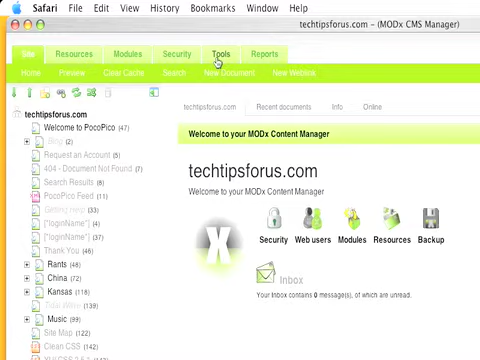 Safari File Edit View History Bookmarks Window Help
techtipsforus.com – (MODx CMS Manager)
Site Resources Modules Security Tools Reports
Home Preview Clear Cache Search New Document New Weblink
techtipsforus.com
Welcome to PocoPico (47)
Blog (2)
Request an Account (5)
404 - Document Not Found (7)
Search Results (8)
PocoPico Feed (11)
Getting Help (33)
[*loginName*] (4)
[*loginName*] (37)
Thank You (46)
Rants (48)
China (72)
Kansas (118)
(139)
Music (99)
Site Map (122)
Clean CSS (142)
techtipsforus.com Recent documents Info Online
Welcome to your MODx Content Manager
techtipsforus.com
Welcome to your MODx Content Manager
Security Web users Modules Resources Backup
Inbox
Your Inbox contains 0 message(s), of which are unread.